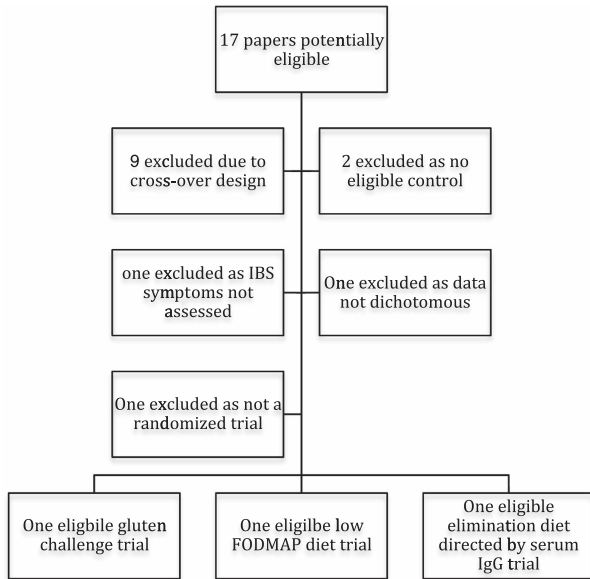 17 papers potentially
eligible
9 excluded due to
cross-over design
2 excluded as no
eligible control
one excluded as IBS
symptoms not
assessed
One excluded as data
not dichotomous
One excluded as not a
randomized trial
One eligbile gluten
challenge trial
One eligilbe low
FODMAP diet trial
One eligible
elimination diet
directed by serum
IgG trial